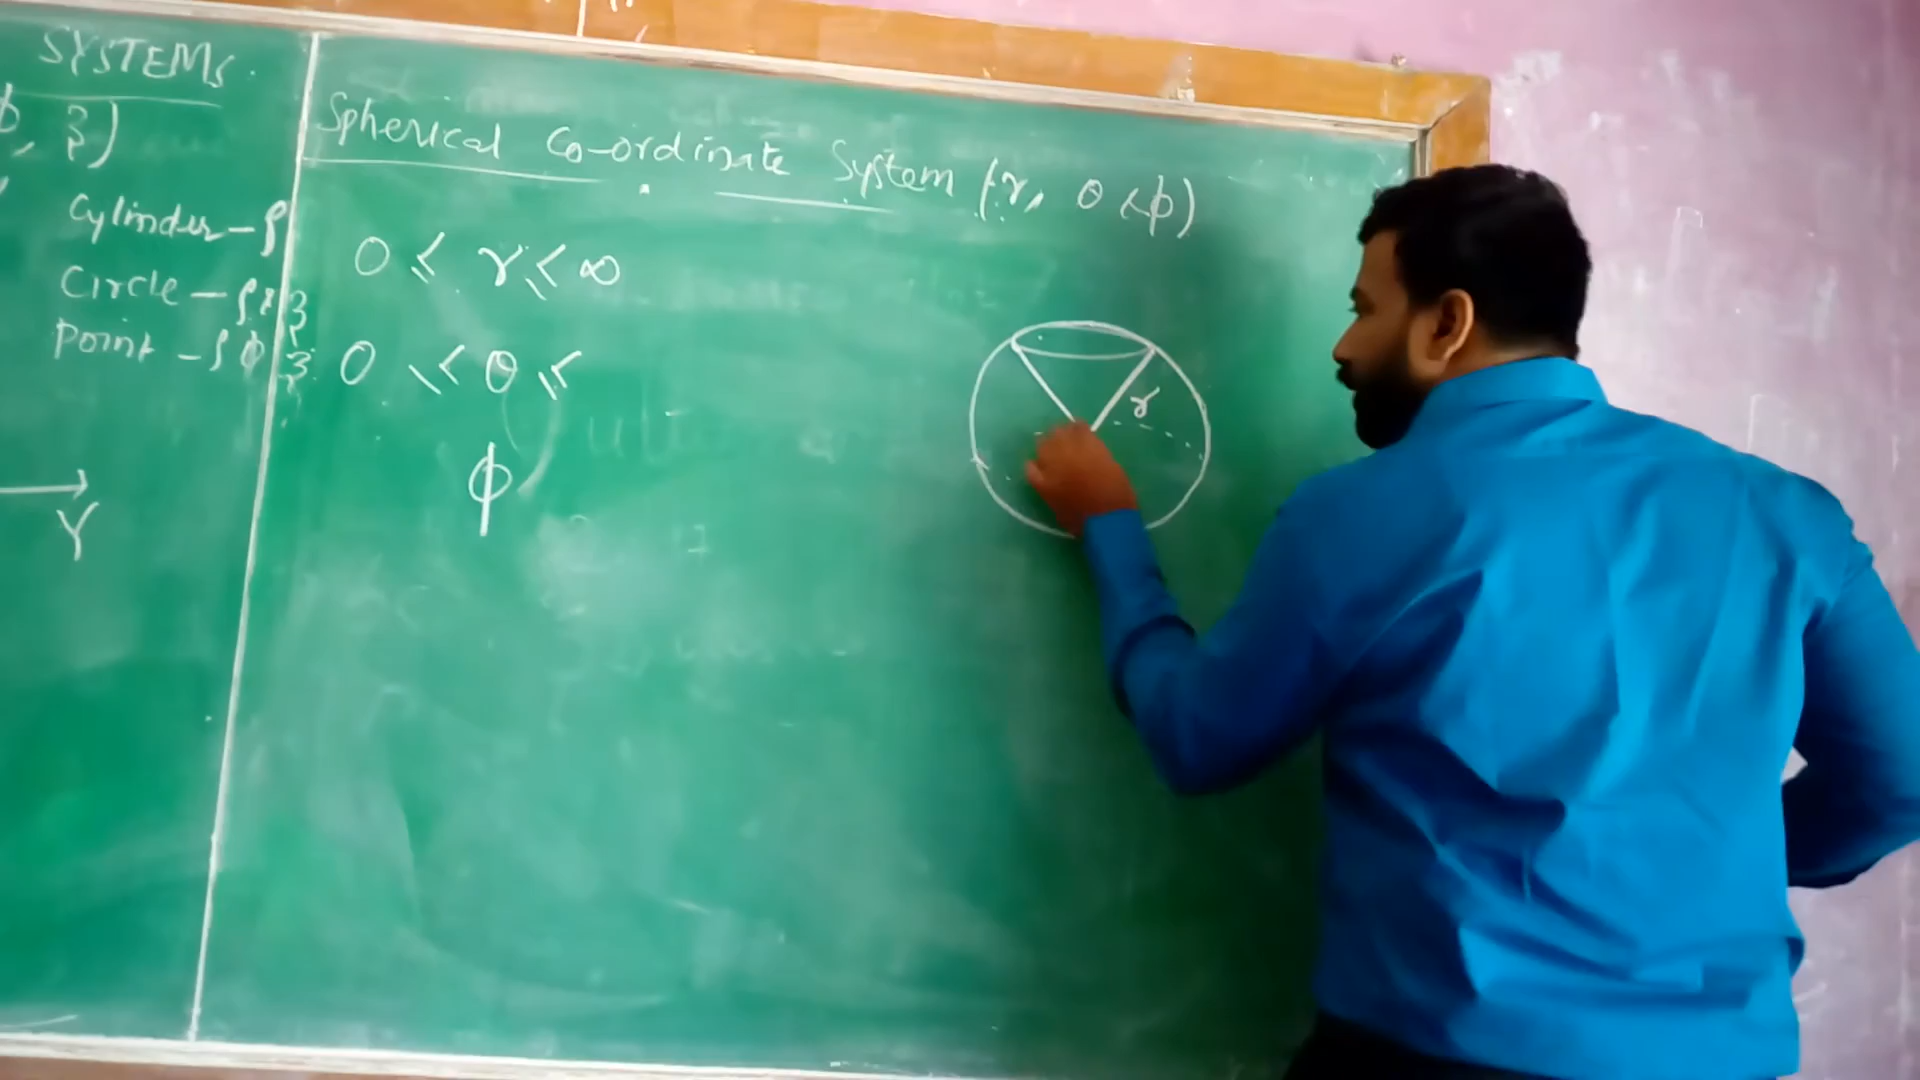 SYSTEMS
ϕ, z)
Cylinder - ρ
Circle - ρ & z
Point - ρ ϕ z
Y
Spherical Co-ordinate System (r, θ & ϕ)
0 ≤ r ≤ ∞
0 ≤ θ ≤
ϕ
r